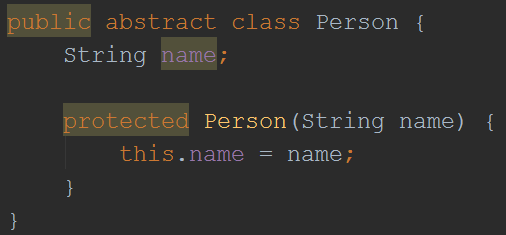 public abstract class Person {
    String name;

    protected Person(String name) {
        this.name = name;
    }
}